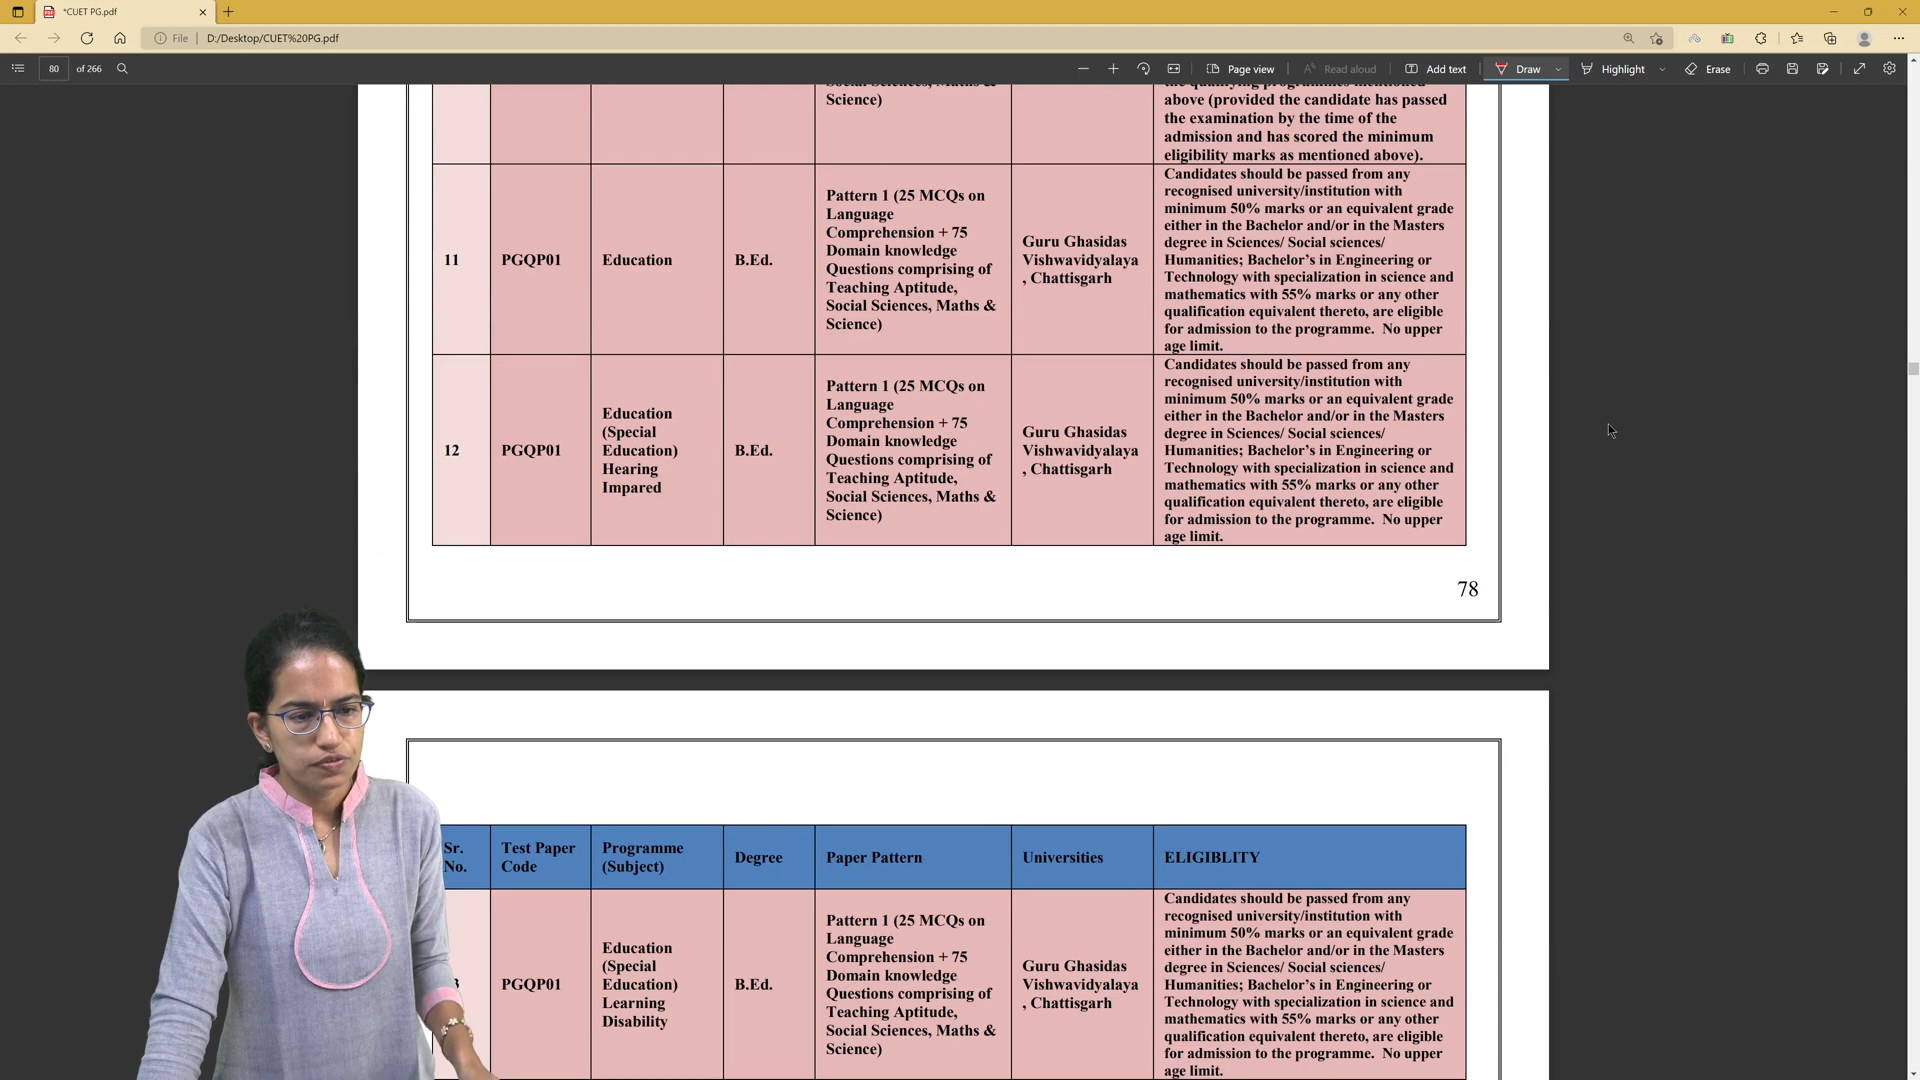 *CUET PG.pdf
File
D:/Desktop/CUET%20PG.pdf
80
of 266
Page view
Read aloud
Add text
Draw
Highlight
Erase
Science)
above (provided the candidate has passed
the examination by the time of the
admission and has scored the minimum
eligibility marks as mentioned above).
11
PGQP01
Education
B.Ed.
Pattern 1 (25 MCQs on
Language
Comprehension + 75
Domain knowledge
Questions comprising of
Teaching Aptitude,
Social Sciences, Maths &
Science)
Guru Ghasidas
Vishwavidyalaya
, Chattisgarh
Candidates should be passed from any
recognised university/institution with
minimum 50% marks or an equivalent grade
either in the Bachelor and/or in the Masters
degree in Sciences/ Social sciences/
Humanities; Bachelor's in Engineering or
Technology with specialization in science and
mathematics with 55% marks or any other
qualification equivalent thereto, are eligible
for admission to the programme.  No upper
age limit.
12
PGQP01
Education
(Special
Education)
Hearing
Impared
B.Ed.
Pattern 1 (25 MCQs on
Language
Comprehension + 75
Domain knowledge
Questions comprising of
Teaching Aptitude,
Social Sciences, Maths &
Science)
Guru Ghasidas
Vishwavidyalaya
, Chattisgarh
Candidates should be passed from any
recognised university/institution with
minimum 50% marks or an equivalent grade
either in the Bachelor and/or in the Masters
degree in Sciences/ Social sciences/
Humanities; Bachelor's in Engineering or
Technology with specialization in science and
mathematics with 55% marks or any other
qualification equivalent thereto, are eligible
for admission to the programme.  No upper
age limit.
78
Sr.
No.
Test Paper
Code
Programme
(Subject)
Degree
Paper Pattern
Universities
ELIGIBLITY
PGQP01
Education
(Special
Education)
Learning
Disability
B.Ed.
Pattern 1 (25 MCQs on
Language
Comprehension + 75
Domain knowledge
Questions comprising of
Teaching Aptitude,
Social Sciences, Maths &
Science)
Guru Ghasidas
Vishwavidyalaya
, Chattisgarh
Candidates should be passed from any
recognised university/institution with
minimum 50% marks or an equivalent grade
either in the Bachelor and/or in the Masters
degree in Sciences/ Social sciences/
Humanities; Bachelor's in Engineering or
Technology with specialization in science and
mathematics with 55% marks or any other
qualification equivalent thereto, are eligible
for admission to the programme.  No upper
age limit.